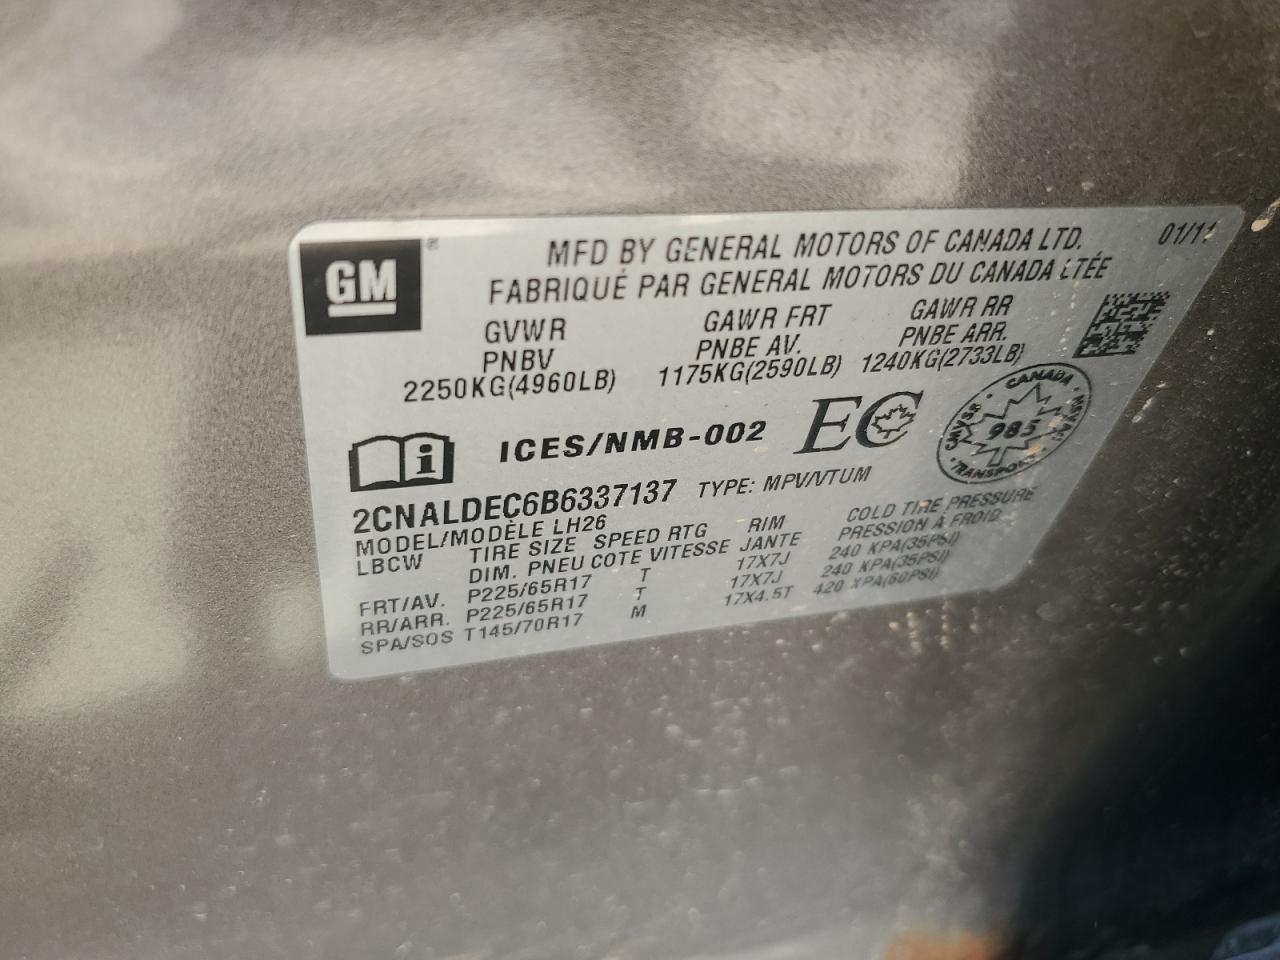 GM ®
MFD BY GENERAL MOTORS OF CANADA LTD. 01/11
FABRIQUÉ PAR GENERAL MOTORS DU CANADA LTÉE
GVWR GAWR FRT GAWR RR
PNBV PNBE AV. PNBE ARR.
2250KG(4960LB) 1175KG(2590LB) 1240KG(2733LB)
ICES/NMB-002 EC
CANADA
985
TRANSPORT
2CNALDEC6B6337137 TYPE: MPV/VTUM
MODEL/MODÈLE LH26
LBCW TIRE SIZE SPEED RTG RIM COLD TIRE PRESSURE
DIM. PNEU COTE VITESSE JANTE PRESSION A FROID
FRT/AV. P225/65R17 T 17X7J 240 KPA(35PSI)
RR/ARR. P225/65R17 T 17X7J 240 KPA(35PSI)
SPA/SOS T145/70R17 M 17X4.5T 420 KPA(60PSI)